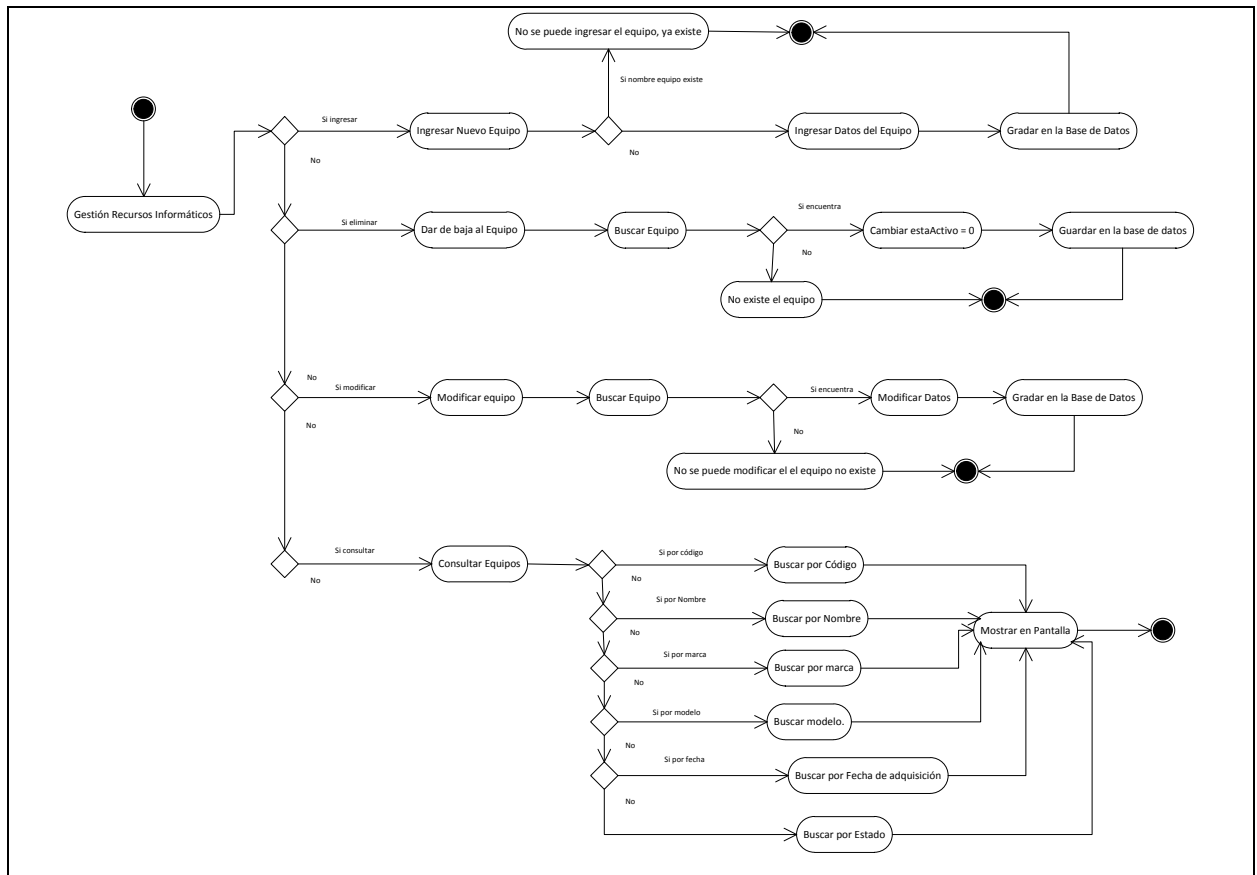 No se puede ingresar el equipo, ya existe
Si nombre equipo existe
Si ingresar
Ingresar Nuevo Equipo
Ingresar Datos del Equipo
Gradar en la Base de Datos
No
No
Gestión Recursos Informáticos
Si eliminar
Dar de baja al Equipo
Buscar Equipo
Si encuentra
Cambiar estaActivo = 0
Guardar en la base de datos
No
No existe el equipo
No
Si modificar
Modificar equipo
Buscar Equipo
Si encuentra
Modificar Datos
Gradar en la Base de Datos
No
No
No se puede modificar el el equipo no existe
Si consultar
Consultar Equipos
Si por código
Buscar por Código
No
No
Si por Nombre
Buscar por Nombre
No
Mostrar en Pantalla
Si por marca
Buscar por marca
No
Si por modelo
Buscar modelo.
No
Si por fecha
Buscar por Fecha de adquisición
No
Buscar por Estado